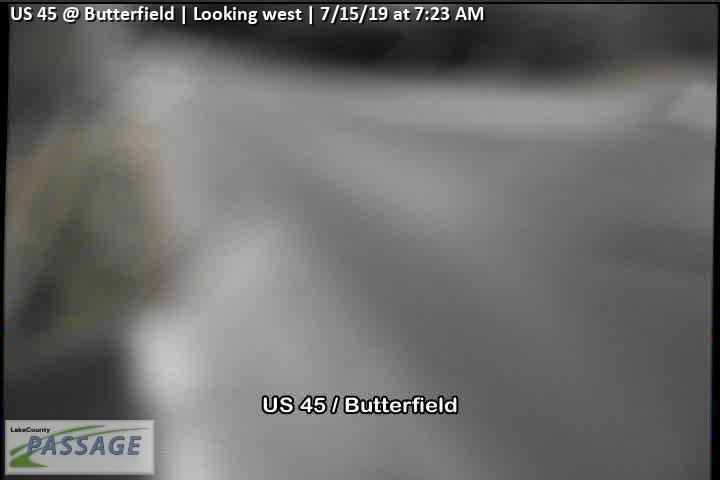 US 45 @ Butterfield | Looking west | 7/15/19 at 7:23 AM
US 45 / Butterfield
LakeCounty
PASSAGE